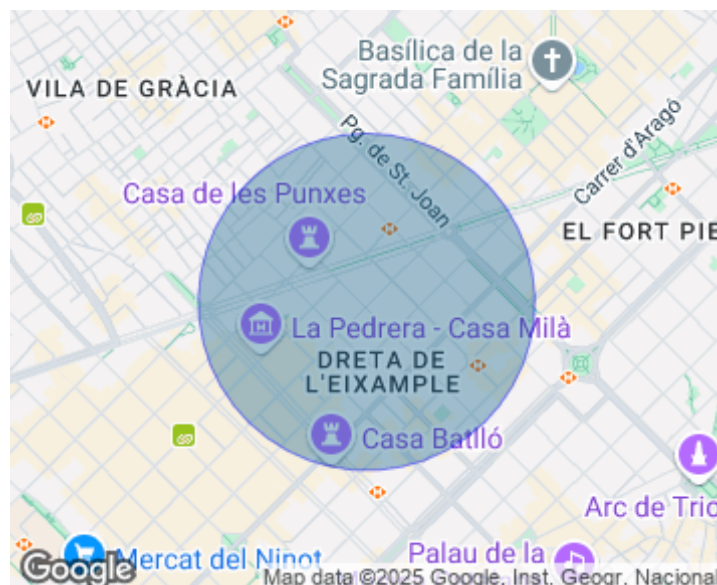 Basílica de la
Sagrada Família
VILA DE GRÀCIA
Pg. de St. Joan
Carrer d'Aragó
Casa de les Punxes
EL FORT PIE
La Pedrera - Casa Milà
DRETA DE
L'EIXAMPLE
Casa Batlló
Arc de Trio
Mercat del Ninot
Palau de la
Google
Map data ©2025 Google, Inst. Geogr. Nacional